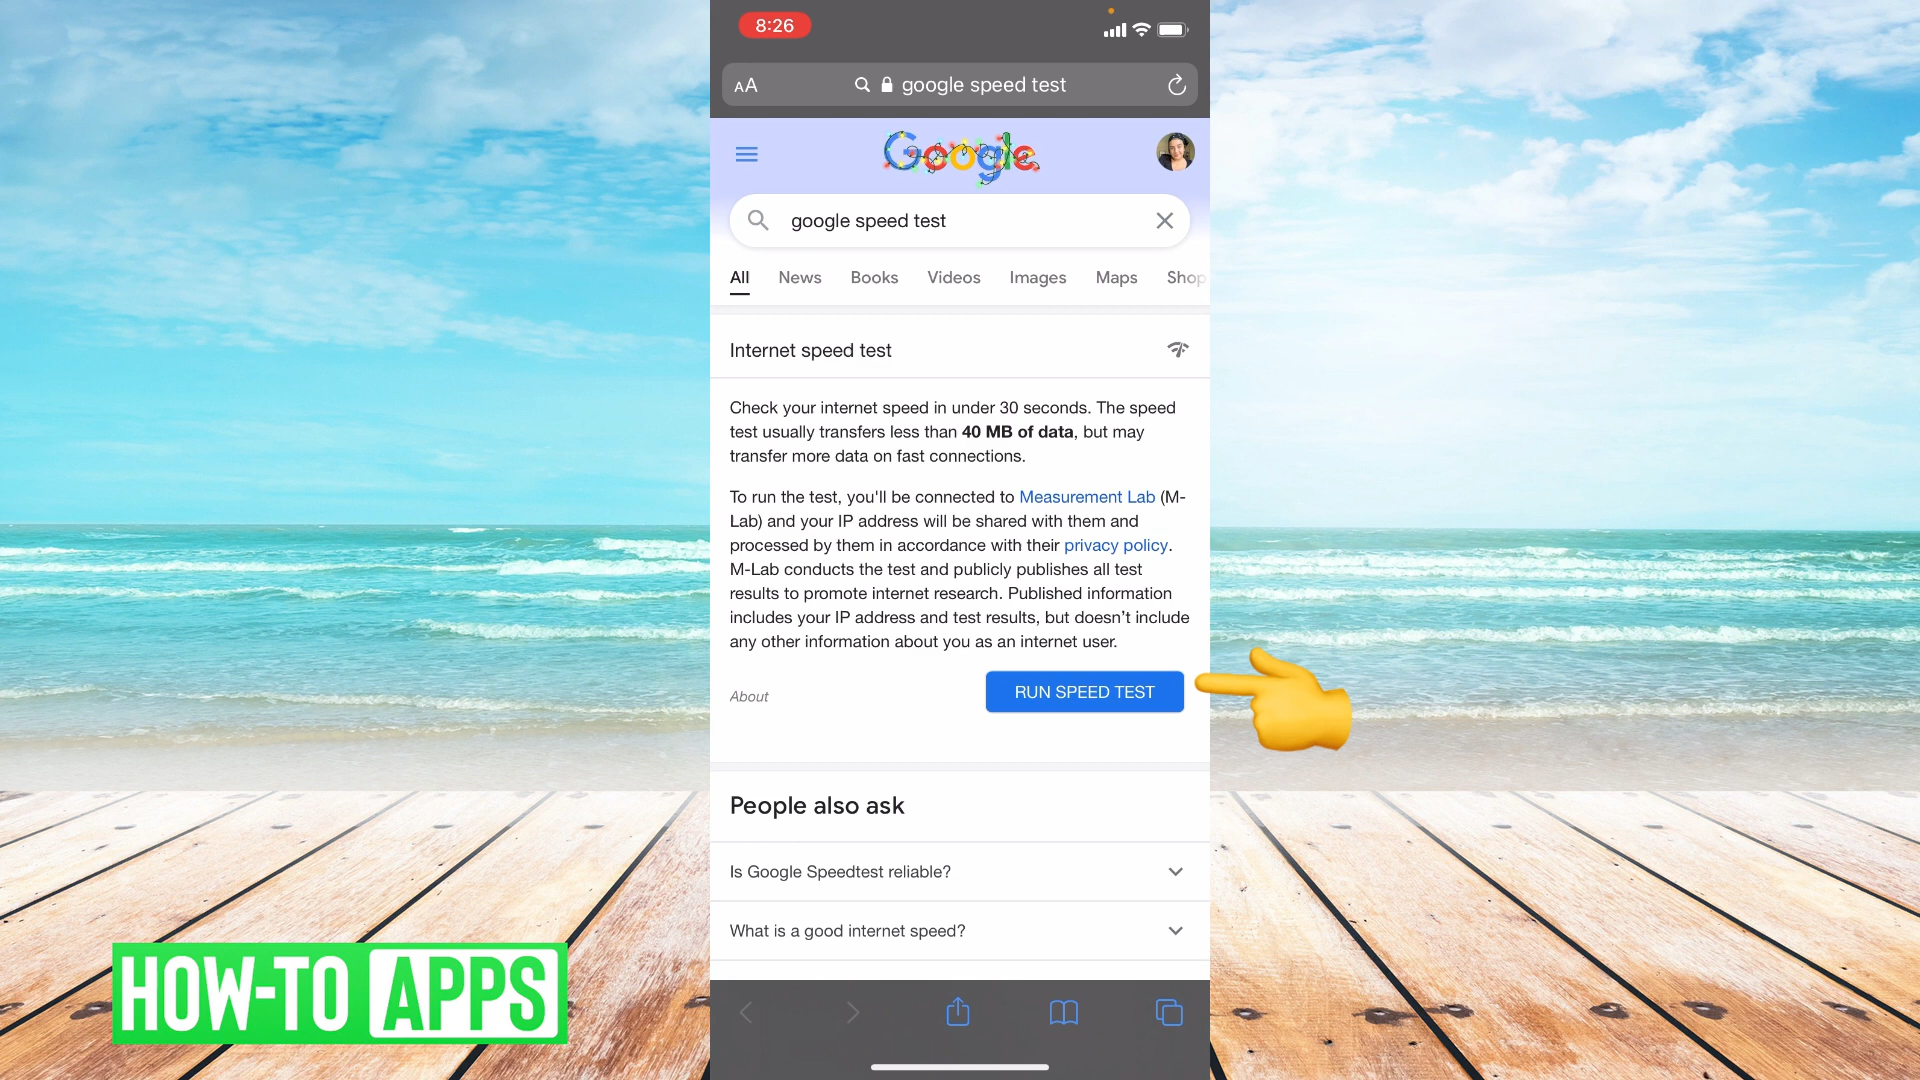 8:26
AA google speed test
Google
google speed test
All News Books Videos Images Maps Shop
Internet speed test
Check your internet speed in under 30 seconds. The speed
test usually transfers less than 40 MB of data, but may
transfer more data on fast connections.
To run the test, you'll be connected to Measurement Lab (M-
Lab) and your IP address will be shared with them and
processed by them in accordance with their privacy policy.
M-Lab conducts the test and publicly publishes all test
results to promote internet research. Published information
includes your IP address and test results, but doesn’t include
any other information about you as an internet user.
About
RUN SPEED TEST
People also ask
Is Google Speedtest reliable?
What is a good internet speed?
HOW-TO APPS